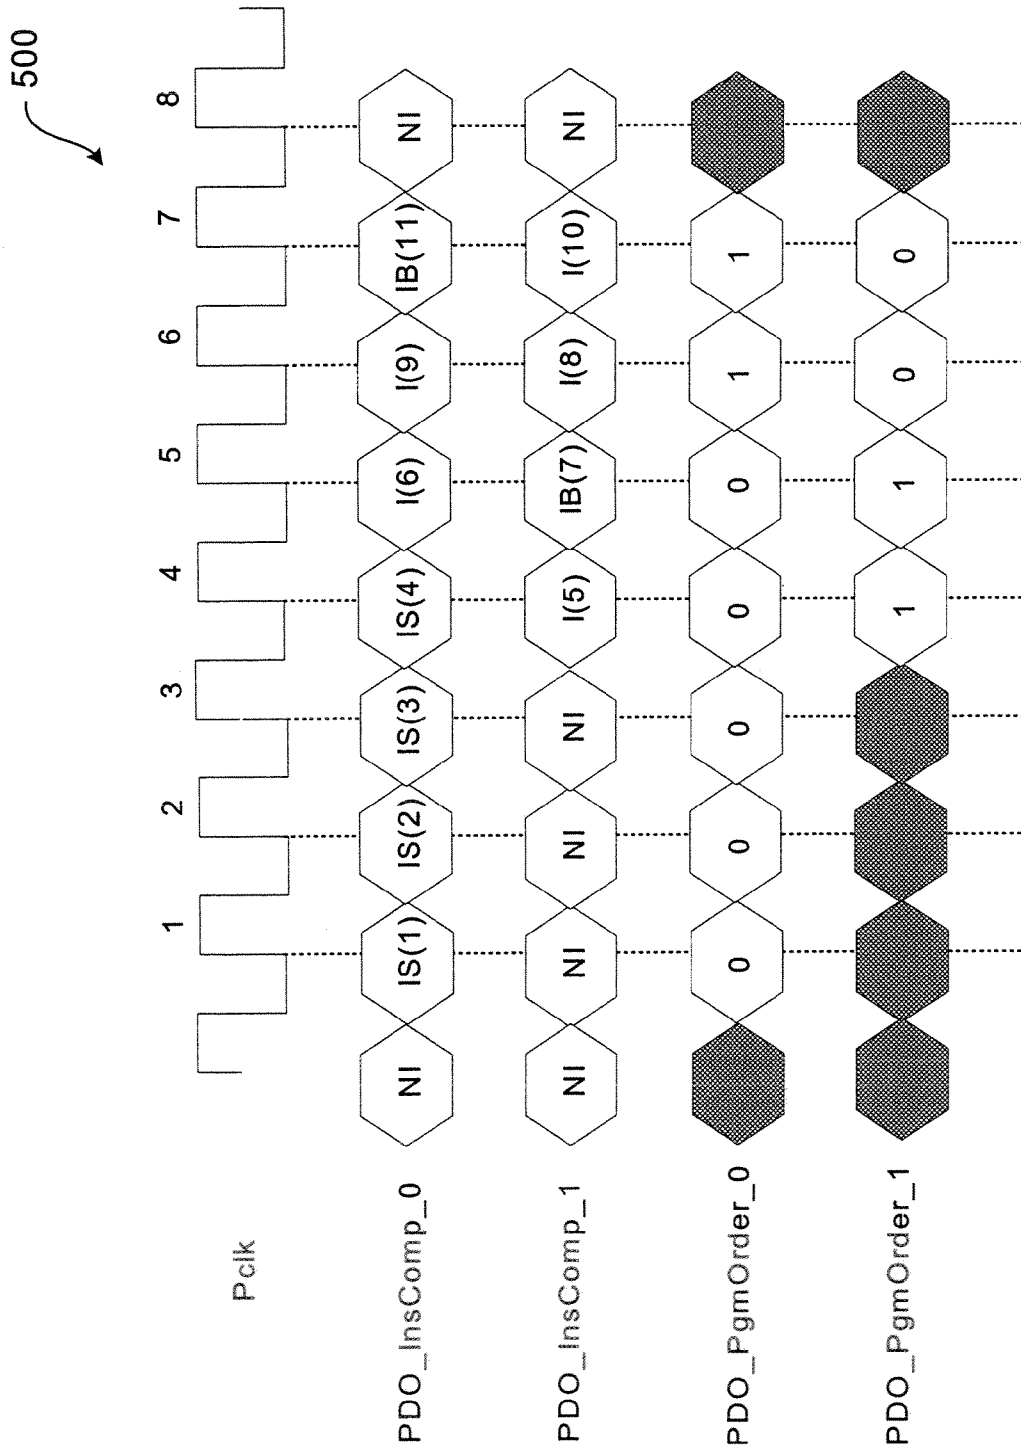 500
1 2 3 4 5 6 7 8
Pclk
PDO_InsComp_0 NI IS(1) IS(2) IS(3) IS(4) I(6) I(9) IB(11) NI
PDO_InsComp_1 NI NI NI NI I(5) IB(7) I(8) I(10) NI
PDO_PgmOrder_0 0 0 0 0 0 1 1
PDO_PgmOrder_1 1 1 0 0